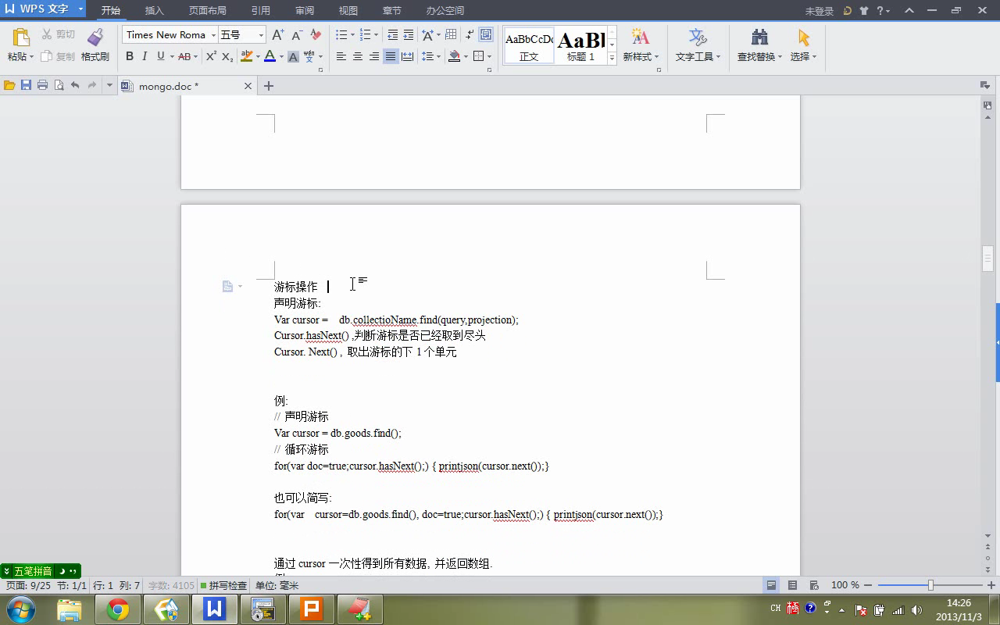 WPS 文字
开始 插入 页面布局 引用 审阅 视图 章节 办公空间
未登录
粘贴 剪切 复制 格式刷
Times New Roma 五号
B I U AB X² X₂ A A wén
AaBbCcDc AaBl
正文 标题 1
新样式 文字工具 查找替换 选择
mongo.doc *
游标操作
声明游标:
Var cursor = db.collectioName.find(query,projection);
Cursor.hasNext() ,判断游标是否已经取到尽头
Cursor. Next() , 取出游标的下 1 个单元
例:
// 声明游标
Var cursor = db.goods.find();
// 循环游标
for(var doc=true;cursor.hasNext();) { printjson(cursor.next());}
也可以简写:
for(var cursor=db.goods.find(), doc=true;cursor.hasNext();) { printjson(cursor.next());}
通过 cursor 一次性得到所有数据, 并返回数组.
五笔拼音
页面: 9/25 节: 1/1 行: 1 列: 7 字数: 4105 拼写检查 单位: 毫米 100 %
CH 14:26
2013/11/3